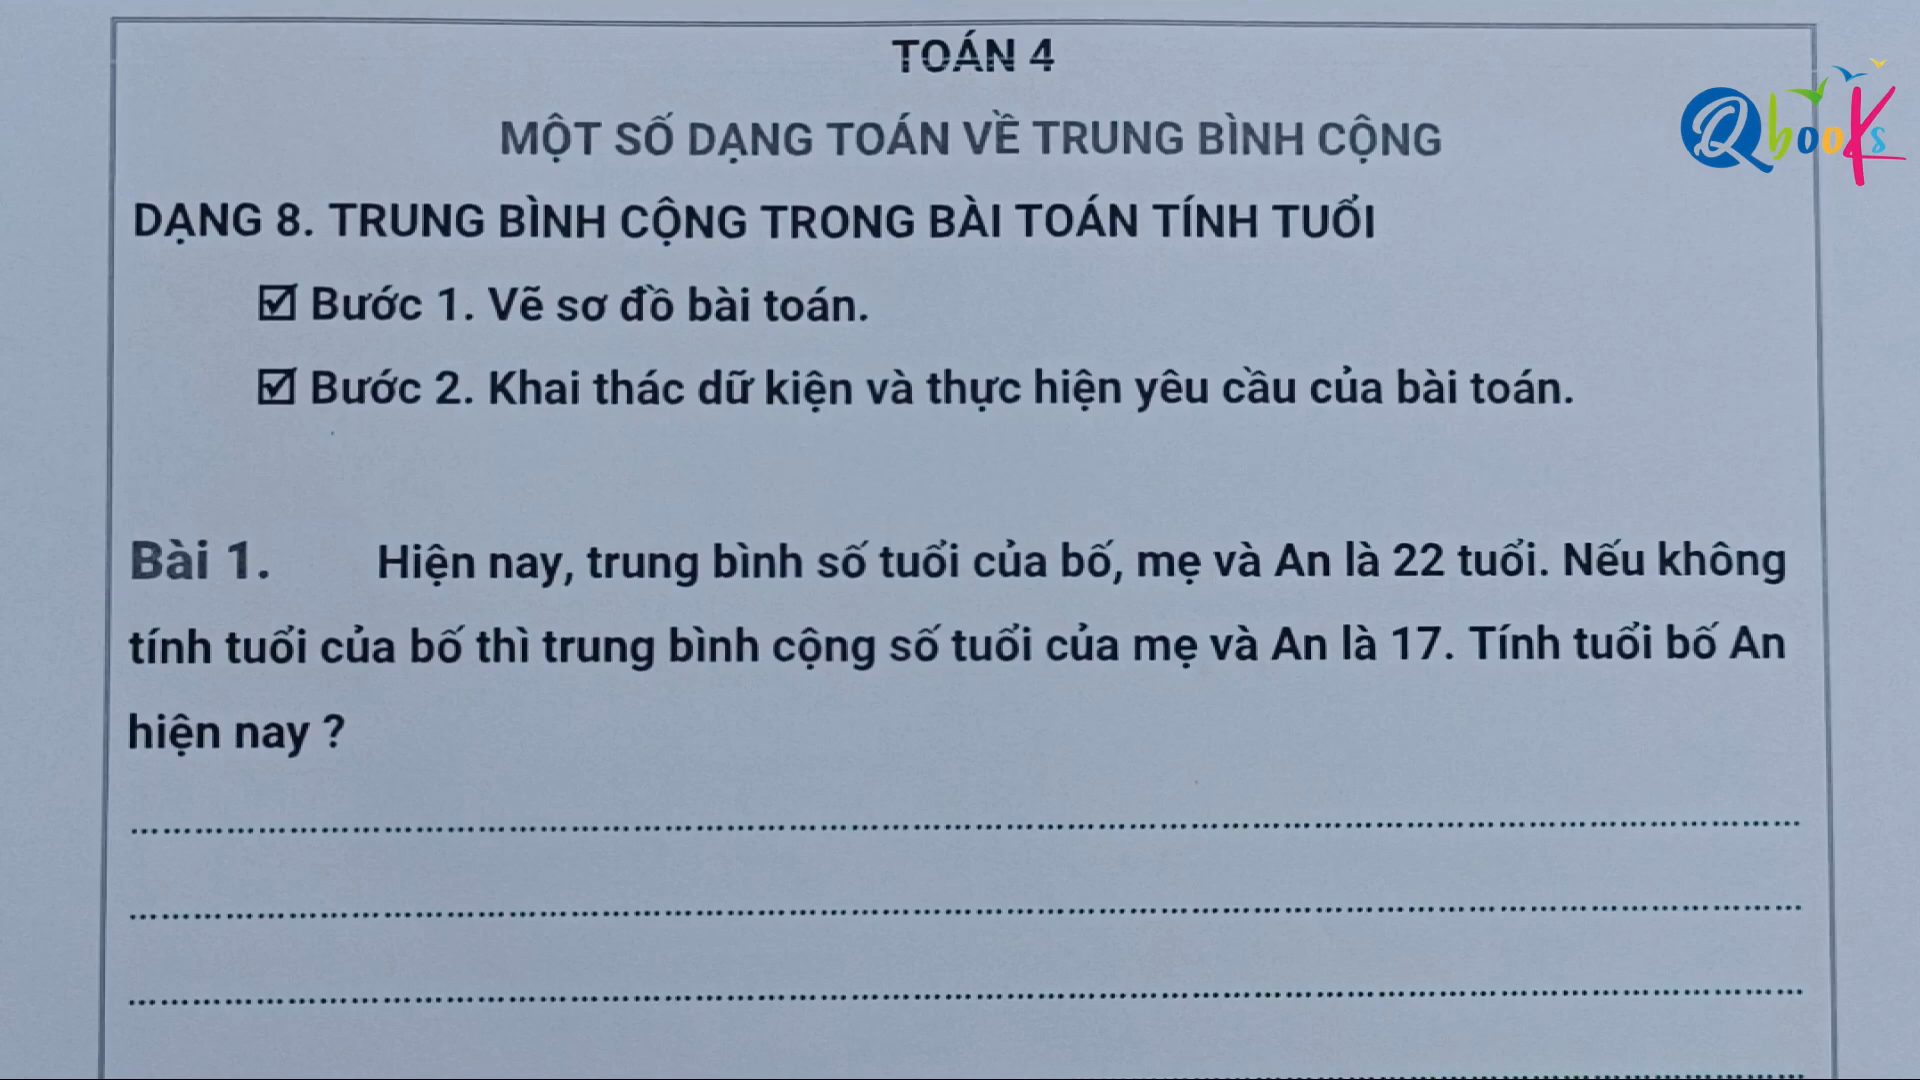 TOÁN 4
Qbooks
MỘT SỐ DẠNG TOÁN VỀ TRUNG BÌNH CỘNG
DẠNG 8. TRUNG BÌNH CỘNG TRONG BÀI TOÁN TÍNH TUỔI
☑ Bước 1. Vẽ sơ đồ bài toán.
☑ Bước 2. Khai thác dữ kiện và thực hiện yêu cầu của bài toán.
Bài 1. Hiện nay, trung bình số tuổi của bố, mẹ và An là 22 tuổi. Nếu không
tính tuổi của bố thì trung bình cộng số tuổi của mẹ và An là 17. Tính tuổi bố An
hiện nay ?